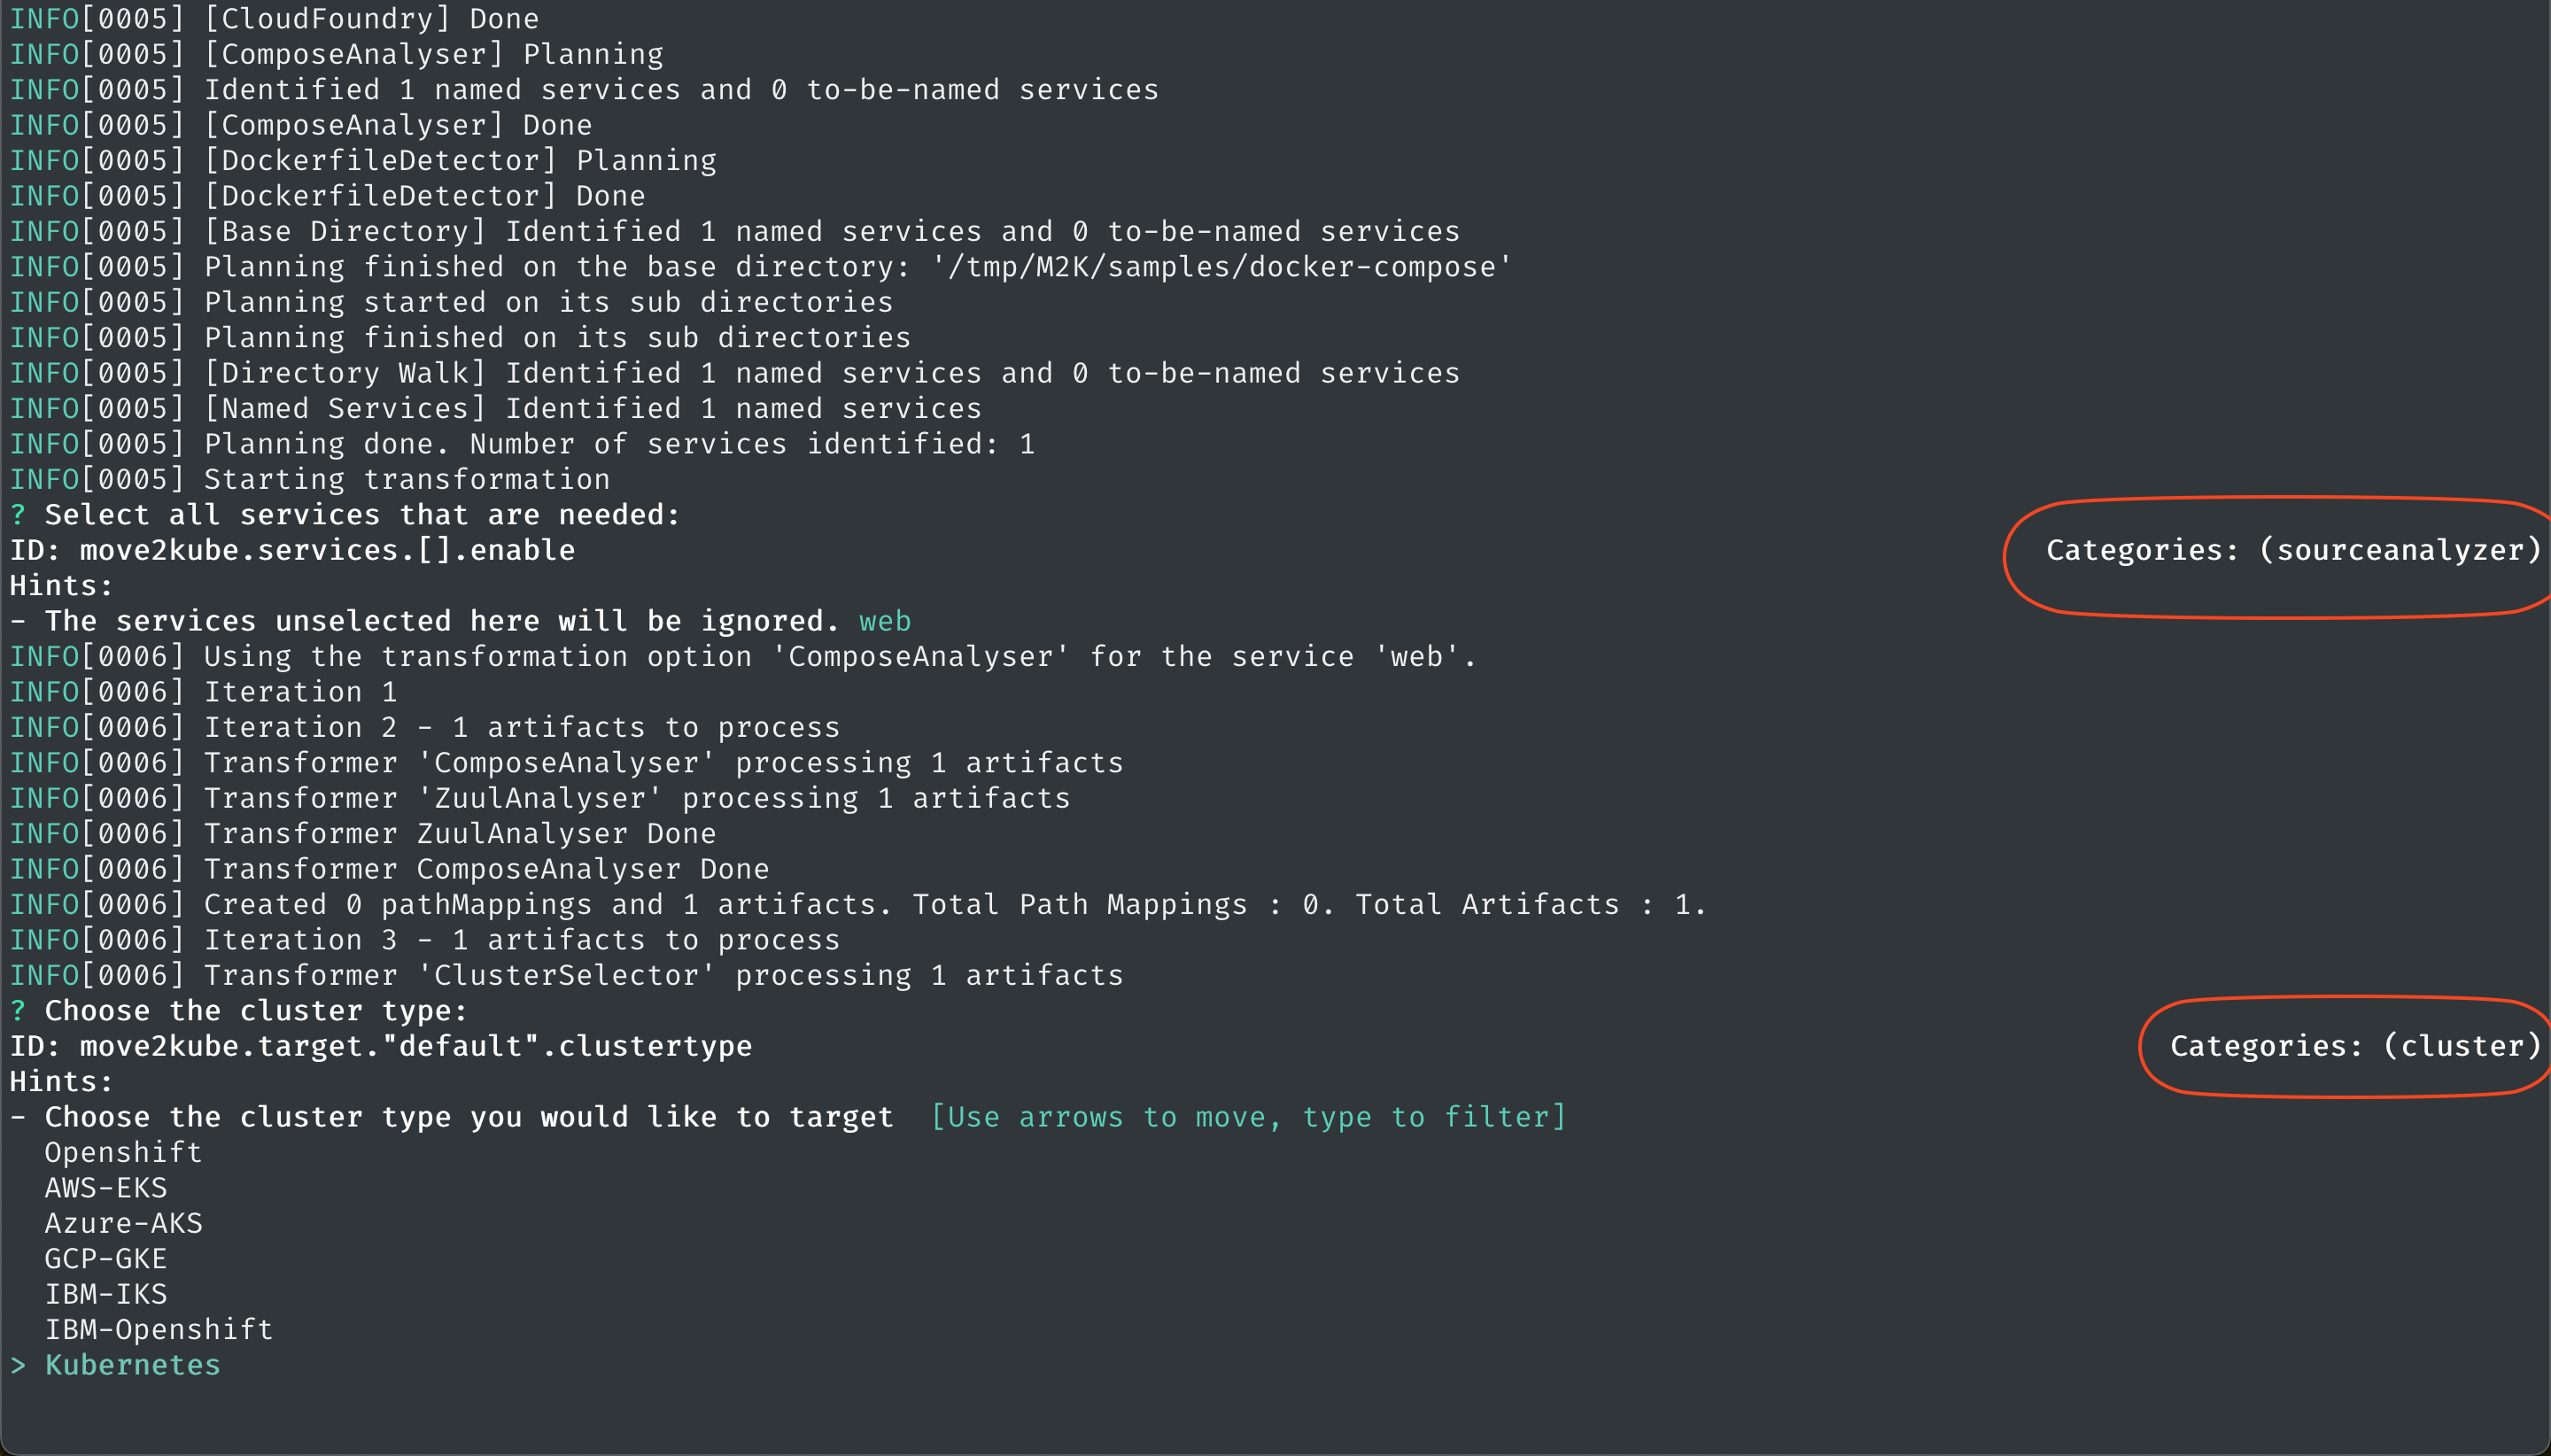 INFO[0005] [CloudFoundry] Done
INFO[0005] [ComposeAnalyser] Planning
INFO[0005] Identified 1 named services and 0 to-be-named services
INFO[0005] [ComposeAnalyser] Done
INFO[0005] [DockerfileDetector] Planning
INFO[0005] [DockerfileDetector] Done
INFO[0005] [Base Directory] Identified 1 named services and 0 to-be-named services
INFO[0005] Planning finished on the base directory: '/tmp/M2K/samples/docker-compose'
INFO[0005] Planning started on its sub directories
INFO[0005] Planning finished on its sub directories
INFO[0005] [Directory Walk] Identified 1 named services and 0 to-be-named services
INFO[0005] [Named Services] Identified 1 named services
INFO[0005] Planning done. Number of services identified: 1
INFO[0005] Starting transformation
? Select all services that are needed:
ID: move2kube.services.[].enable Categories: (sourceanalyzer)
Hints:
- The services unselected here will be ignored. web
INFO[0006] Using the transformation option 'ComposeAnalyser' for the service 'web'.
INFO[0006] Iteration 1
INFO[0006] Iteration 2 - 1 artifacts to process
INFO[0006] Transformer 'ComposeAnalyser' processing 1 artifacts
INFO[0006] Transformer 'ZuulAnalyser' processing 1 artifacts
INFO[0006] Transformer ZuulAnalyser Done
INFO[0006] Transformer ComposeAnalyser Done
INFO[0006] Created 0 pathMappings and 1 artifacts. Total Path Mappings : 0. Total Artifacts : 1.
INFO[0006] Iteration 3 - 1 artifacts to process
INFO[0006] Transformer 'ClusterSelector' processing 1 artifacts
? Choose the cluster type:
ID: move2kube.target."default".clustertype Categories: (cluster)
Hints:
- Choose the cluster type you would like to target [Use arrows to move, type to filter]
Openshift
AWS-EKS
Azure-AKS
GCP-GKE
IBM-IKS
IBM-Openshift
> Kubernetes